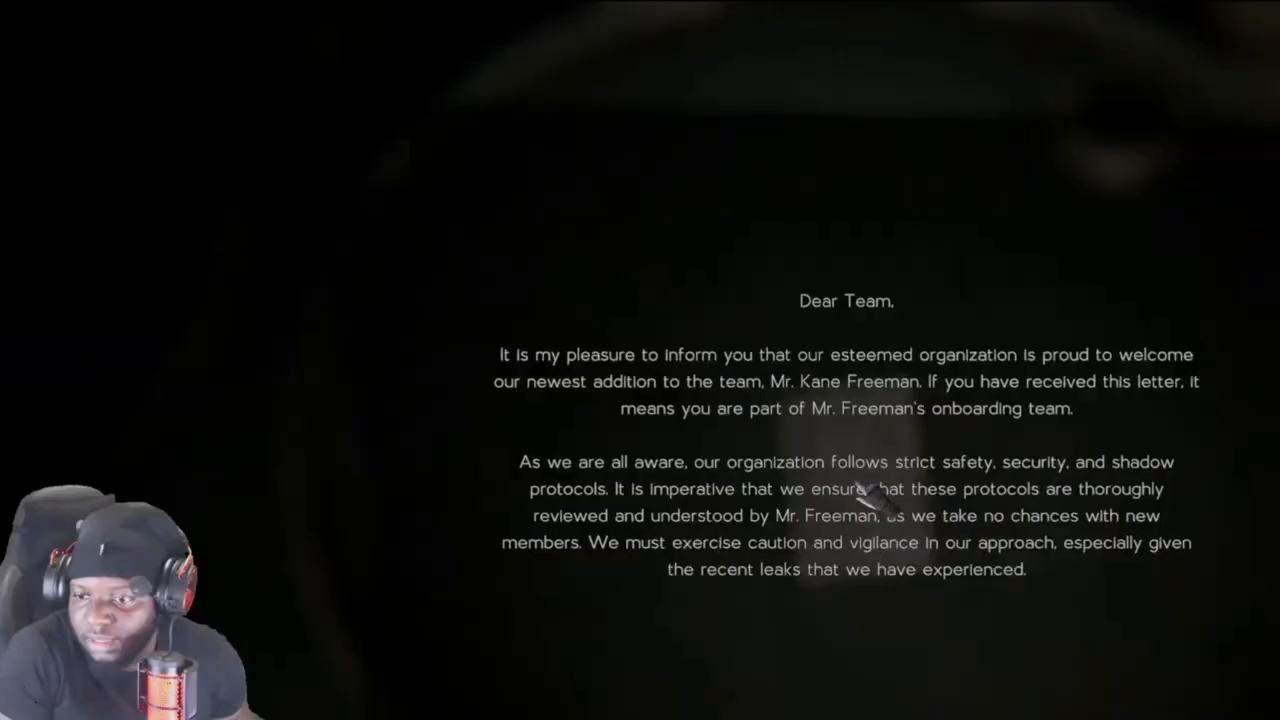 Dear Team,
It is my pleasure to inform you that our esteemed organization is proud to welcome
our newest addition to the team, Mr. Kane Freeman. If you have received this letter, it
means you are part of Mr. Freeman's onboarding team.
As we are all aware, our organization follows strict safety, security, and shadow
protocols. It is imperative that we ensure that these protocols are thoroughly
reviewed and understood by Mr. Freeman, as we take no chances with new
members. We must exercise caution and vigilance in our approach, especially given
the recent leaks that we have experienced.